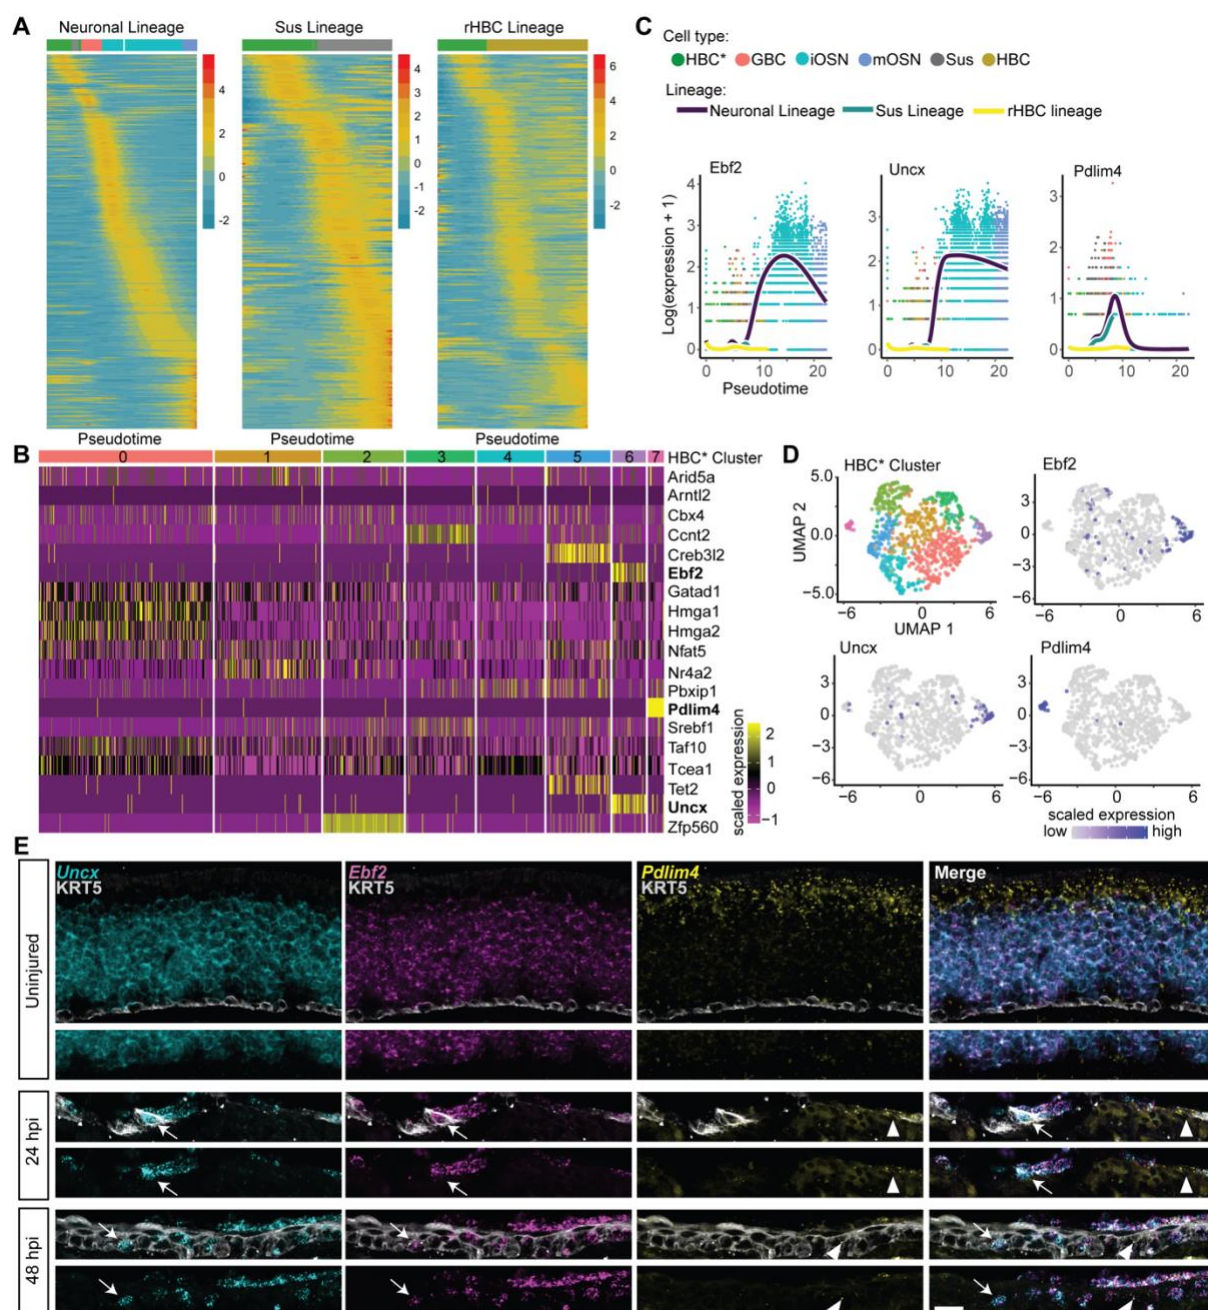 A
Neuronal Lineage
Sus Lineage
rHBC Lineage
4
2
0
-2
4
2
0
-2
6
4
2
0
-2
Pseudotime
Pseudotime
Pseudotime
C
Cell type:
HBC* GBC iOSN mOSN Sus HBC
Lineage:
Neuronal Lineage Sus Lineage rHBC lineage
Ebf2
Uncx
Pdlim4
Log(expression + 1)
4
3
2
1
0
3
2
1
0
3
2
1
0
0 10 20
0 10 20
0 10 20
Pseudotime
B
0 1 2 3 4 5 6 7 HBC* Cluster
Arid5a
Arntl2
Cbx4
Ccnt2
Creb3l2
Ebf2
Gatad1
Hmga1
Hmga2
Nfat5
Nr4a2
Pbxip1
Pdlim4
Srebf1
Taf10
Tcea1
Tet2
Uncx
Zfp560
scaled expression
2
1
0
-1
D
HBC* Cluster
Ebf2
UMAP 2
5.0
0.0
−5.0
−6 0 6
UMAP 1
3
0
−3
−6
−6 0 6
Uncx
Pdlim4
3
0
−3
−6
-6 0 6
3
0
−3
−6
-6 0 6
scaled expression
low high
E
Uninjured
24 hpi
48 hpi
Uncx
KRT5
Ebf2
KRT5
Pdlim4
KRT5
Merge